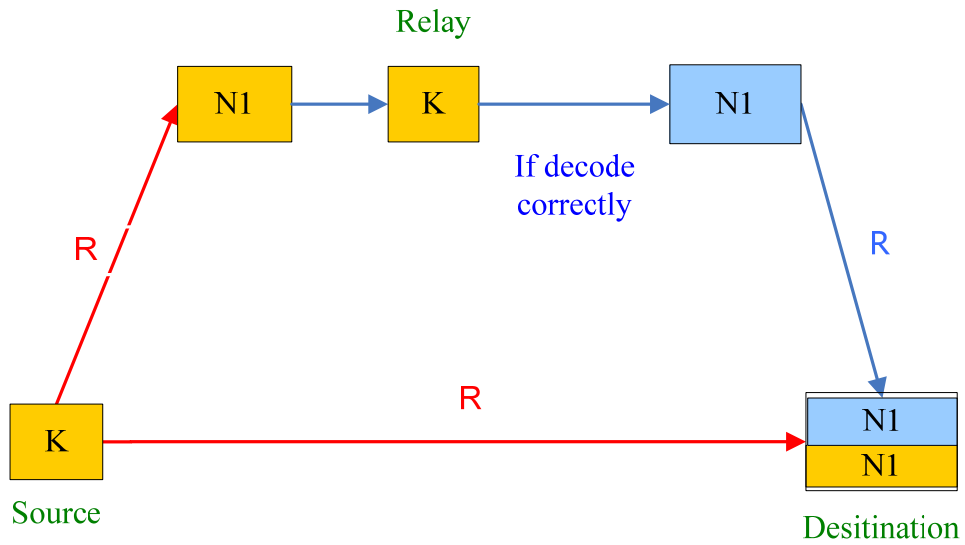 Relay
N1
K
N1
If decode
correctly
R
R
R
K
N1
N1
Source
Desitination